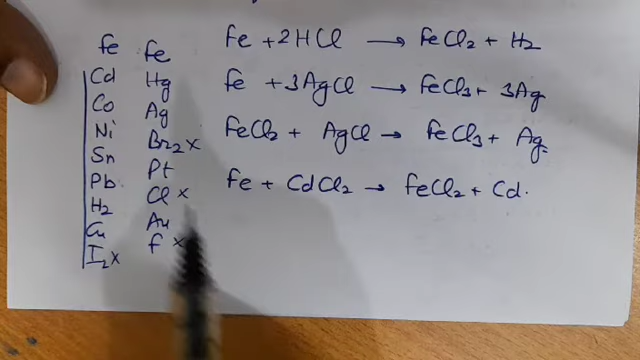 Fe
Cd
Co
Ni
Sn
Pb
H2
Cu
I2 x
Fe
Hg
Ag
Br2 x
Pt
Cl x
Au
F x
Fe + 2HCl → FeCl2 + H2
Fe + 3AgCl → FeCl3 + 3Ag
FeCl2 + AgCl → FeCl3 + Ag
Fe + CdCl2 → FeCl2 + Cd.